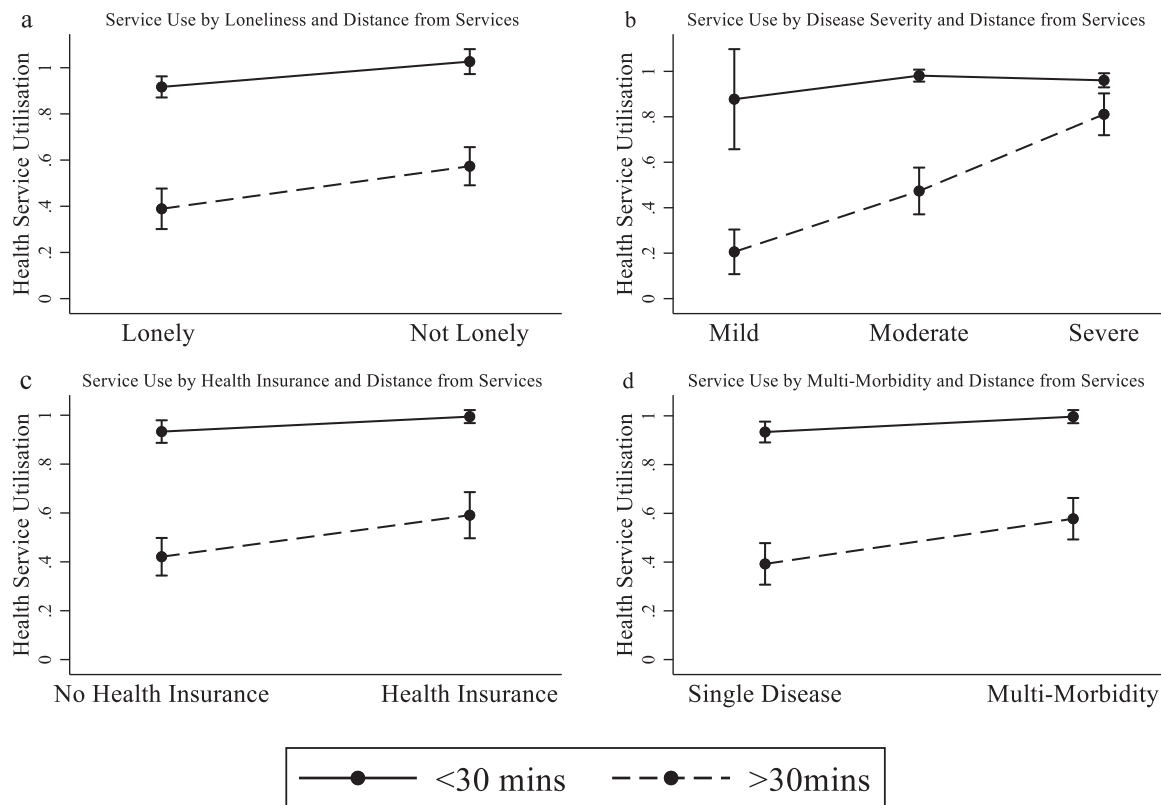 a
Service Use by Loneliness and Distance from Services
Health Service Utilisation
1
.8
.6
.4
.2
0
Lonely
Not Lonely
b
Service Use by Disease Severity and Distance from Services
Health Service Utilisation
1
.8
.6
.4
.2
0
Mild
Moderate
Severe
c
Service Use by Health Insurance and Distance from Services
Health Service Utilisation
1
.8
.6
.4
.2
0
No Health Insurance
Health Insurance
d
Service Use by Multi-Morbidity and Distance from Services
Health Service Utilisation
1
.8
.6
.4
.2
0
Single Disease
Multi-Morbidity
<30 mins
>30mins